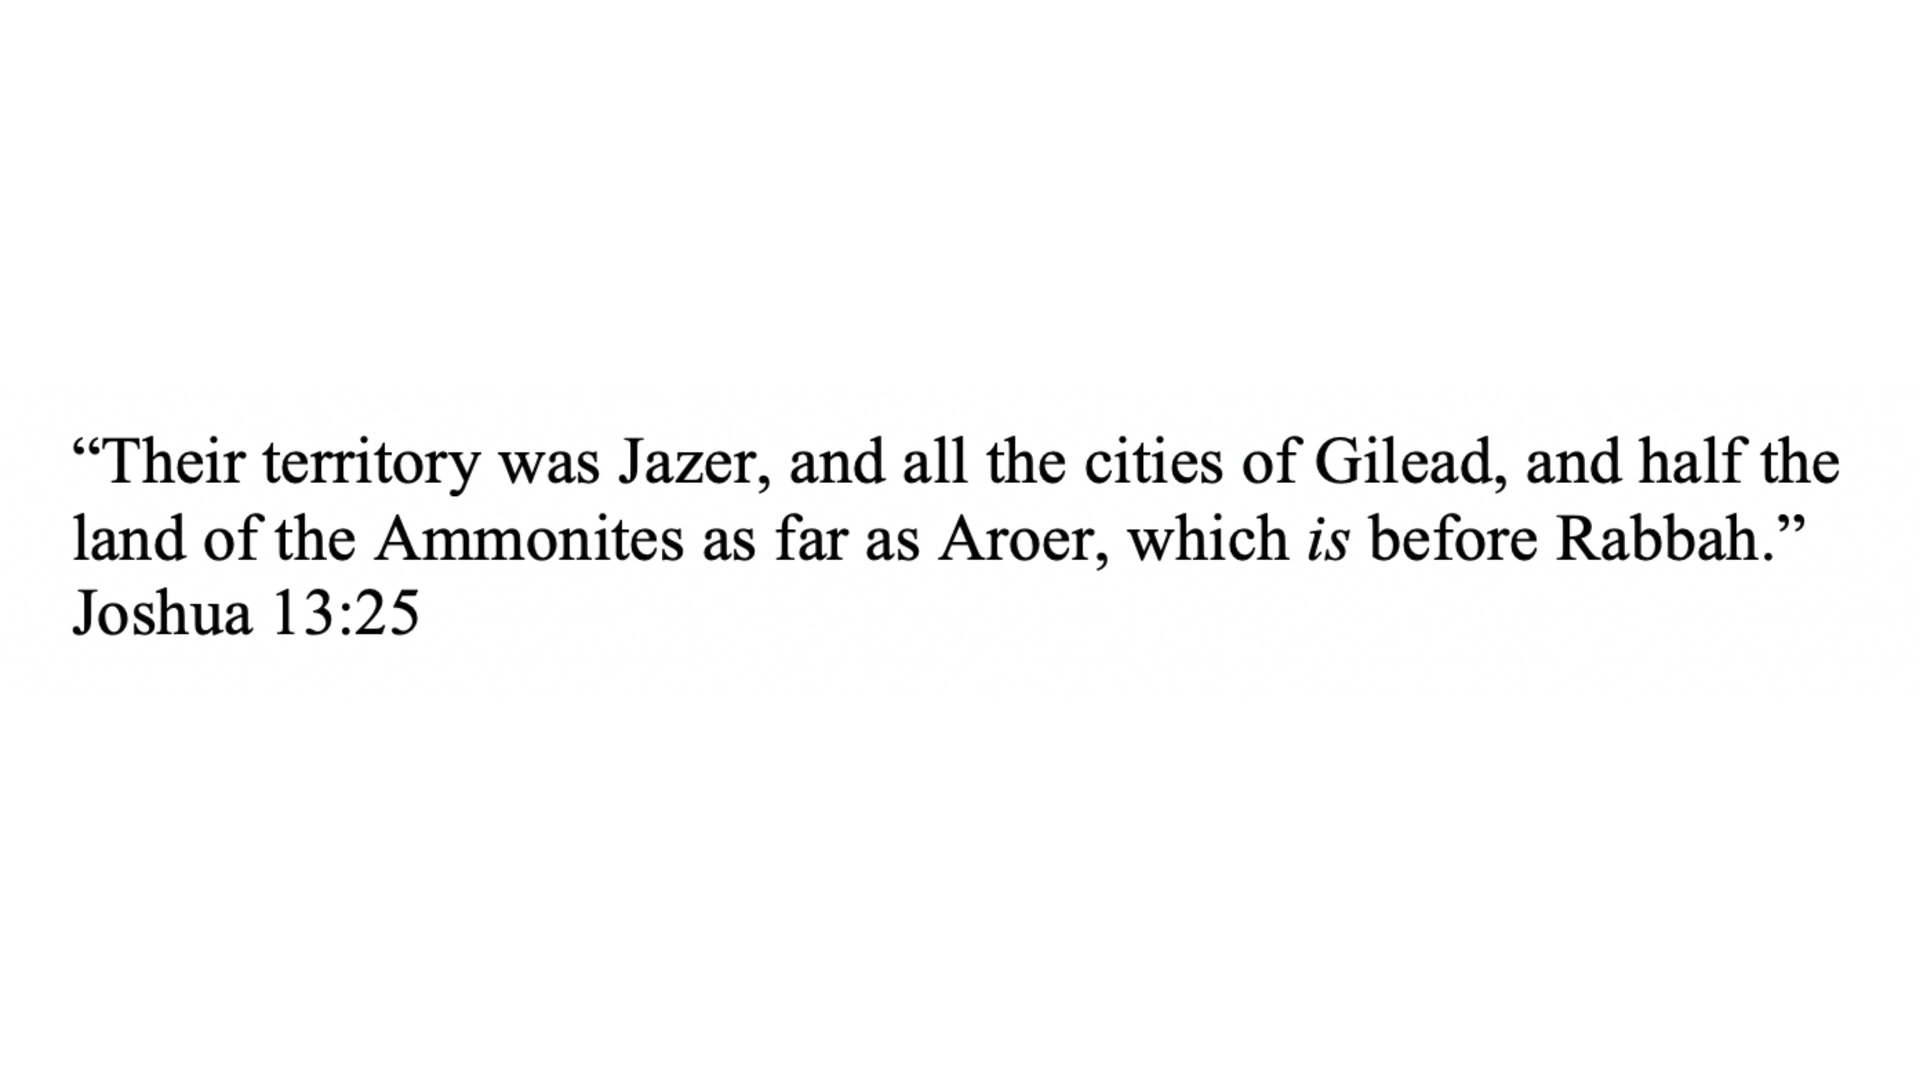 “Their territory was Jazer, and all the cities of Gilead, and half the
land of the Ammonites as far as Aroer, which is before Rabbah.”
Joshua 13:25